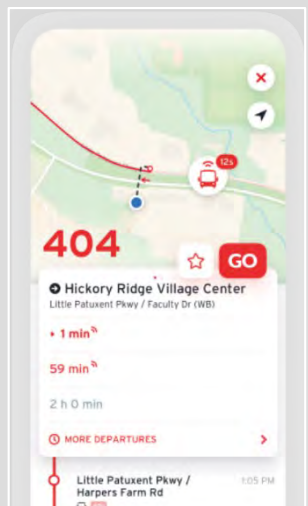 12s
404
GO
Hickory Ridge Village Center
Little Patuxent Pkwy / Faculty Dr (WB)
1 min
59 min
2 h 0 min
MORE DEPARTURES
Little Patuxent Pkwy /
Harpers Farm Rd
1:05 PM